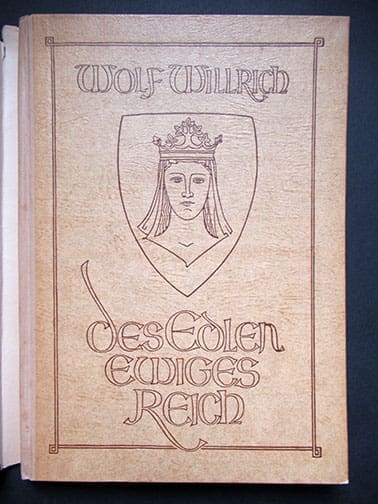 Wolf Willrich
Des Edlen
Ewiges
Reich